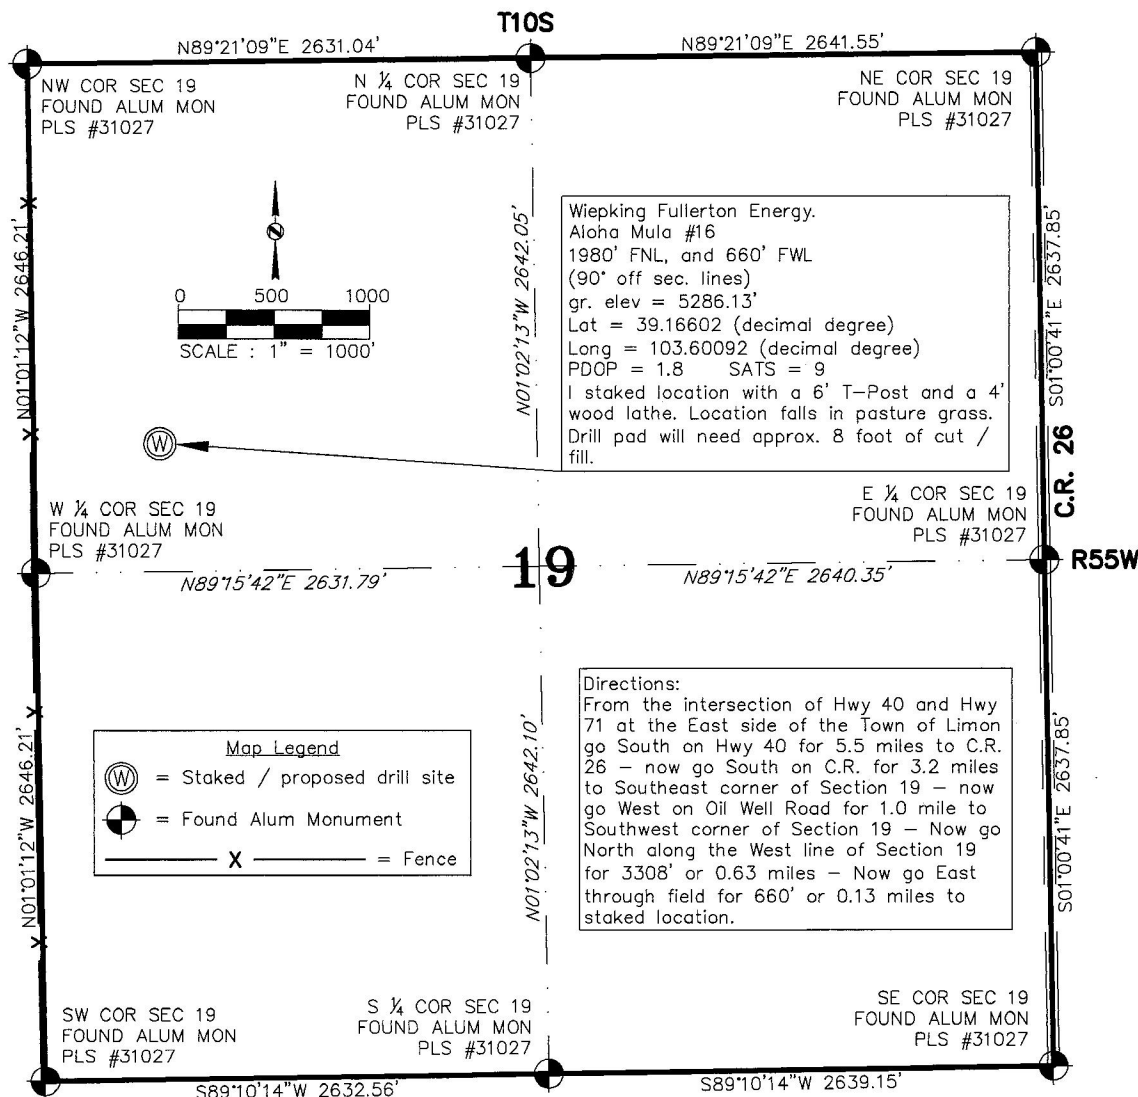 T10S
N89°21'09"E 2631.04'
N89°21'09"E 2641.55'
NW COR SEC 19
FOUND ALUM MON
PLS #31027
N ¼ COR SEC 19
FOUND ALUM MON
PLS #31027
NE COR SEC 19
FOUND ALUM MON
PLS #31027
N01°01'12"W 2646.21'
X
X
N
0 500 1000
SCALE : 1" = 1000'
N01°02'13"W 2642.05'
Wiepking Fullerton Energy.
Aloha Mula #16
1980' FNL, and 660' FWL
(90° off sec. lines)
gr. elev = 5286.13'
Lat = 39.16602 (decimal degree)
Long = 103.60092 (decimal degree)
PDOP = 1.8 SATS = 9
I staked location with a 6' T-Post and a 4'
wood lathe. Location falls in pasture grass.
Drill pad will need approx. 8 foot of cut /
fill.
S01°00'41"E 2637.85'
C.R. 26
W
W ¼ COR SEC 19
FOUND ALUM MON
PLS #31027
E ¼ COR SEC 19
FOUND ALUM MON
PLS #31027
N89°15'42"E 2631.79'
19
N89°15'42"E 2640.35'
R55W
N01°01'12"W 2646.21'
X
X
Map Legend
W = Staked / proposed drill site
= Found Alum Monument
X = Fence
N01°02'13"W 2642.10'
Directions:
From the intersection of Hwy 40 and Hwy
71 at the East side of the Town of Limon
go South on Hwy 40 for 5.5 miles to C.R.
26 – now go South on C.R. for 3.2 miles
to Southeast corner of Section 19 – now
go West on Oil Well Road for 1.0 mile to
Southwest corner of Section 19 – Now go
North along the West line of Section 19
for 3308' or 0.63 miles – Now go East
through field for 660' or 0.13 miles to
staked location.
S01°00'41"E 2637.85'
SW COR SEC 19
FOUND ALUM MON
PLS #31027
S ¼ COR SEC 19
FOUND ALUM MON
PLS #31027
SE COR SEC 19
FOUND ALUM MON
PLS #31027
S89°10'14"W 2632.56'
S89°10'14"W 2639.15'